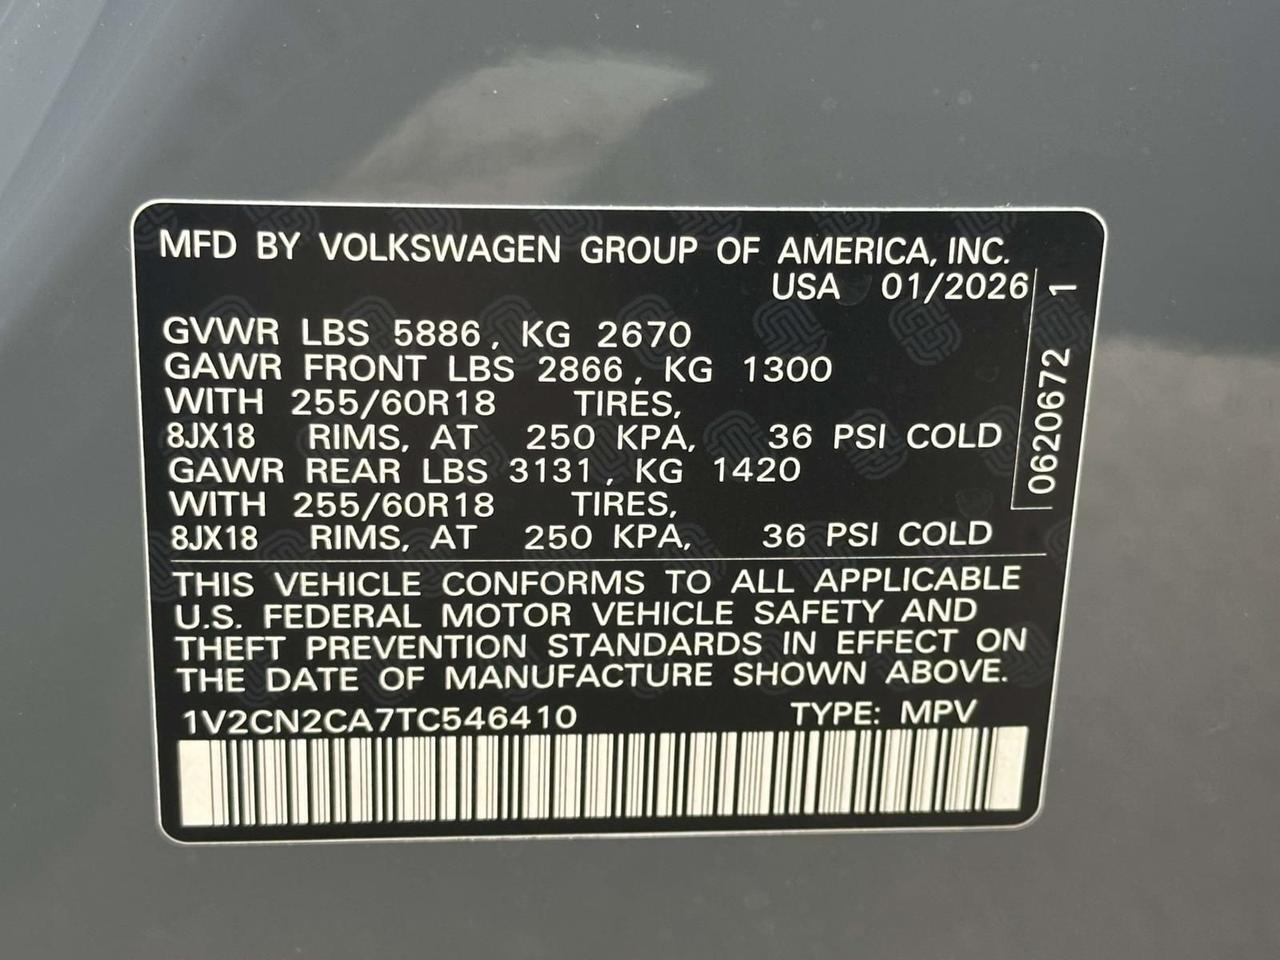 MFD BY VOLKSWAGEN GROUP OF AMERICA, INC.
USA 01/2026
GVWR LBS 5886, KG 2670
GAWR FRONT LBS 2866, KG 1300
WITH 255/60R18 TIRES,
8JX18 RIMS, AT 250 KPA, 36 PSI COLD
GAWR REAR LBS 3131, KG 1420
WITH 255/60R18 TIRES,
8JX18 RIMS, AT 250 KPA, 36 PSI COLD
0620672 1
THIS VEHICLE CONFORMS TO ALL APPLICABLE
U.S. FEDERAL MOTOR VEHICLE SAFETY AND
THEFT PREVENTION STANDARDS IN EFFECT ON
THE DATE OF MANUFACTURE SHOWN ABOVE.
1V2CN2CA7TC546410 TYPE: MPV